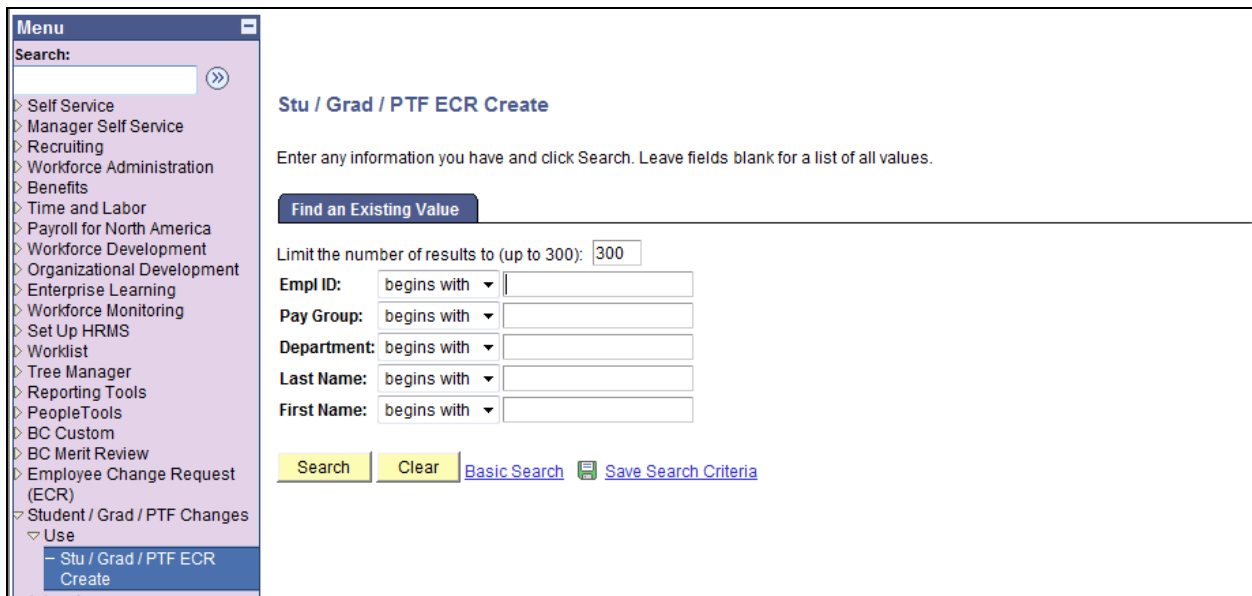 Menu
Search:
Self Service
Manager Self Service
Recruiting
Workforce Administration
Benefits
Time and Labor
Payroll for North America
Workforce Development
Organizational Development
Enterprise Learning
Workforce Monitoring
Set Up HRMS
Worklist
Tree Manager
Reporting Tools
PeopleTools
BC Custom
BC Merit Review
Employee Change Request
(ECR)
Student / Grad / PTF Changes
Use
Stu / Grad / PTF ECR
Create
Stu / Grad / PTF ECR Create
Enter any information you have and click Search. Leave fields blank for a list of all values.
Find an Existing Value
Limit the number of results to (up to 300): 300
Empl ID: begins with
Pay Group: begins with
Department: begins with
Last Name: begins with
First Name: begins with
Search Clear Basic Search Save Search Criteria